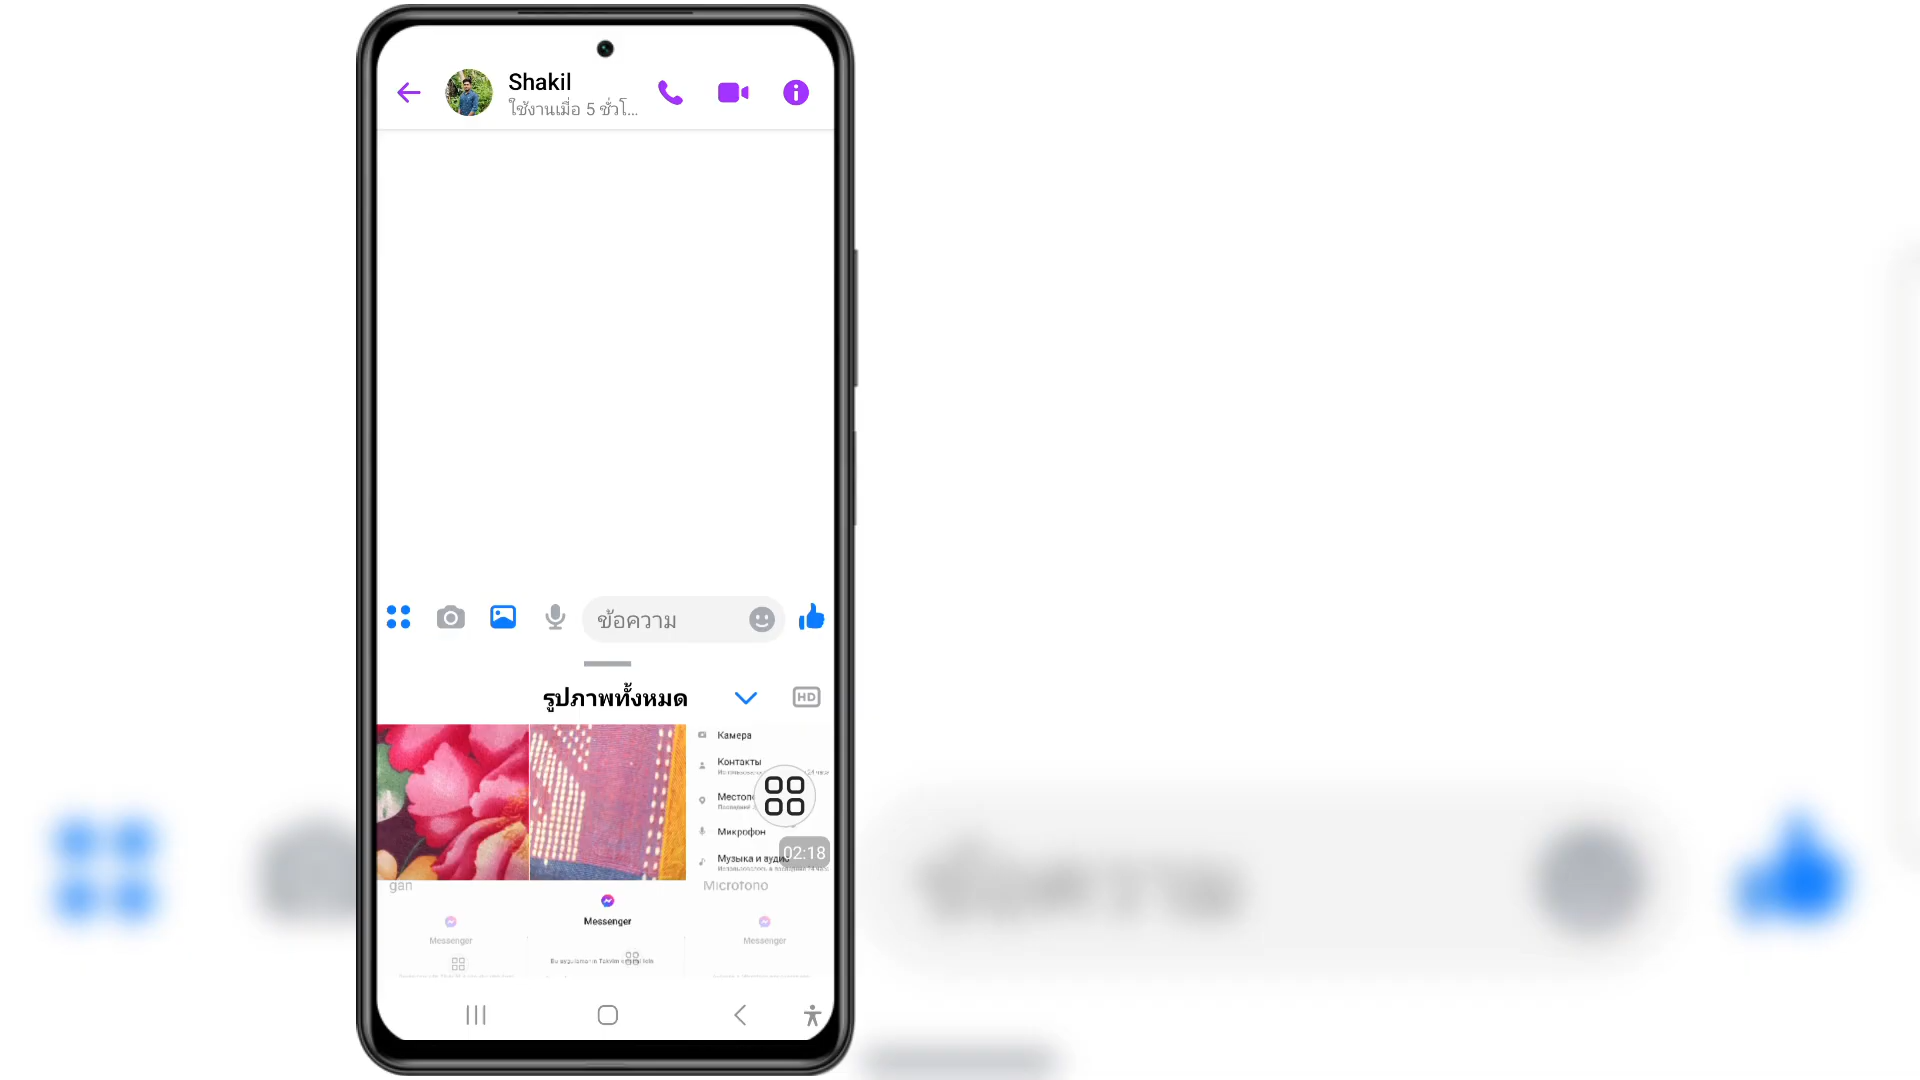 Shakil
ใช้งานเมื่อ 5 ชั่วโ...
ข้อความ
รูปภาพทั้งหมด
HD
Камера
Контакты
Микрофон
Музыка и аудио
02:18
gan
Microfono
Messenger
Messenger
Messenger